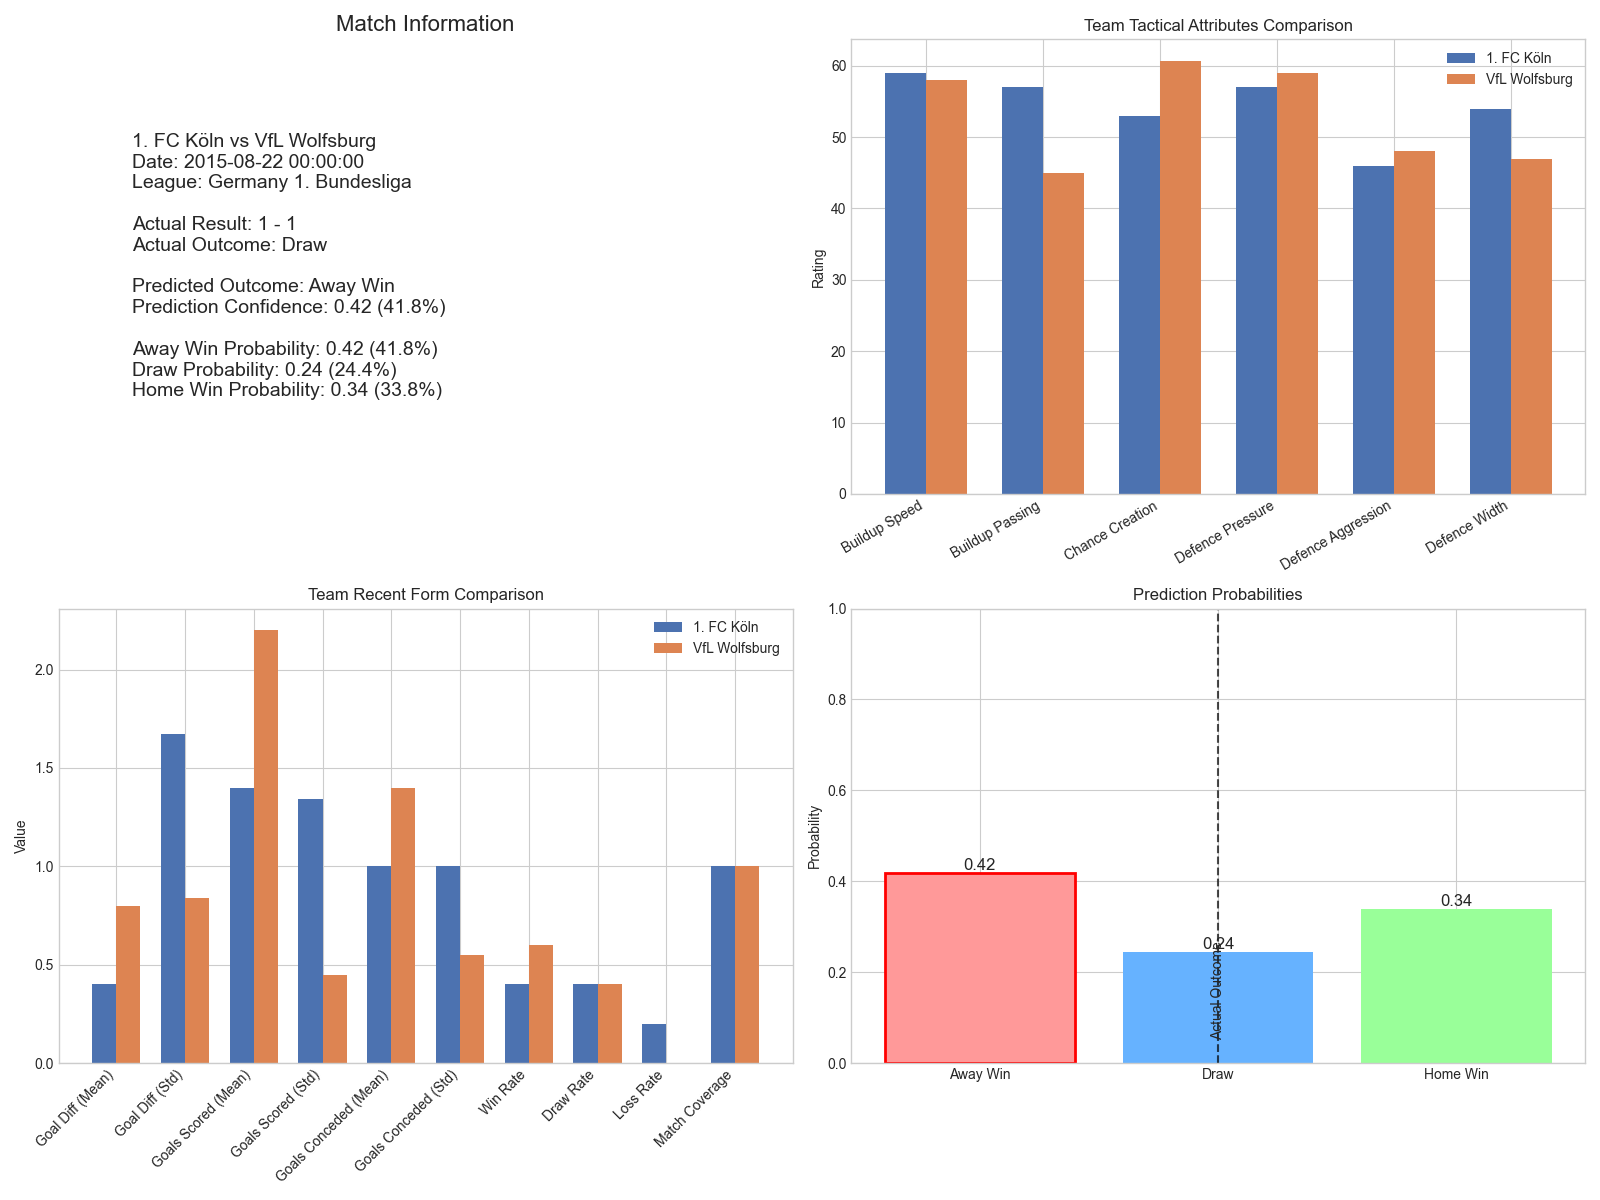 Match Information
1. FC Köln vs VfL Wolfsburg
Date: 2015-08-22 00:00:00
League: Germany 1. Bundesliga
Actual Result: 1 - 1
Actual Outcome: Draw
Predicted Outcome: Away Win
Prediction Confidence: 0.42 (41.8%)
Away Win Probability: 0.42 (41.8%)
Draw Probability: 0.24 (24.4%)
Home Win Probability: 0.34 (33.8%)
Team Tactical Attributes Comparison
1. FC Köln
VfL Wolfsburg
Rating
60
50
40
30
20
10
0
Buildup Speed
Buildup Passing
Chance Creation
Defence Pressure
Defence Aggression
Defence Width
Team Recent Form Comparison
1. FC Köln
VfL Wolfsburg
Value
2.0
1.5
1.0
0.5
0.0
Goal Diff (Mean)
Goal Diff (Std)
Goals Scored (Mean)
Goals Scored (Std)
Goals Conceded (Mean)
Goals Conceded (Std)
Win Rate
Draw Rate
Loss Rate
Match Coverage
Prediction Probabilities
Probability
1.0
0.8
0.6
0.4
0.2
0.0
0.42
0.24
0.34
Actual Outcome
Away Win
Draw
Home Win